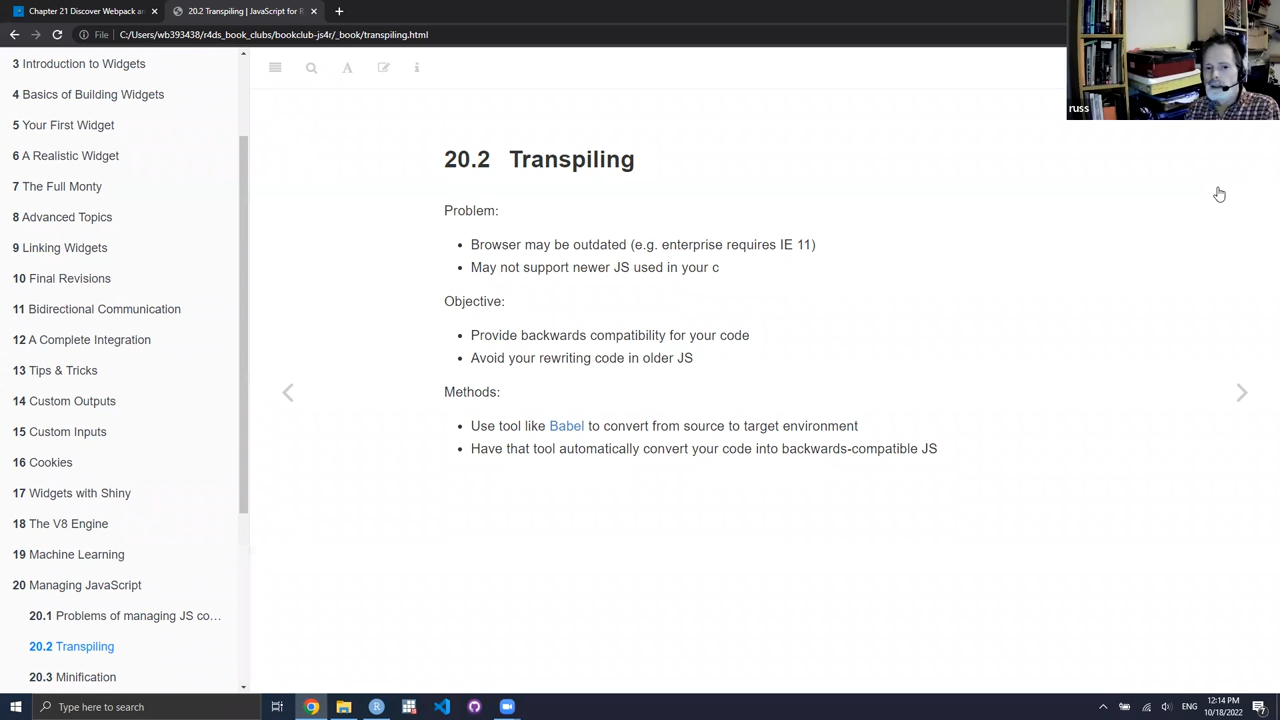 Chapter 21 Discover Webpack an
20.2 Transpiling | JavaScript for R
File
C:/Users/wb393438/r4ds_book_clubs/bookclub-js4r/_book/transpiling.html
russ
3 Introduction to Widgets
4 Basics of Building Widgets
5 Your First Widget
6 A Realistic Widget
7 The Full Monty
8 Advanced Topics
9 Linking Widgets
10 Final Revisions
11 Bidirectional Communication
12 A Complete Integration
13 Tips & Tricks
14 Custom Outputs
15 Custom Inputs
16 Cookies
17 Widgets with Shiny
18 The V8 Engine
19 Machine Learning
20 Managing JavaScript
20.1 Problems of managing JS co…
20.2 Transpiling
20.3 Minification
20.2 Transpiling
Problem:
• Browser may be outdated (e.g. enterprise requires IE 11)
• May not support newer JS used in your c
Objective:
• Provide backwards compatibility for your code
• Avoid your rewriting code in older JS
Methods:
• Use tool like Babel to convert from source to target environment
• Have that tool automatically convert your code into backwards-compatible JS
Type here to search
ENG
12:14 PM
10/18/2022
7